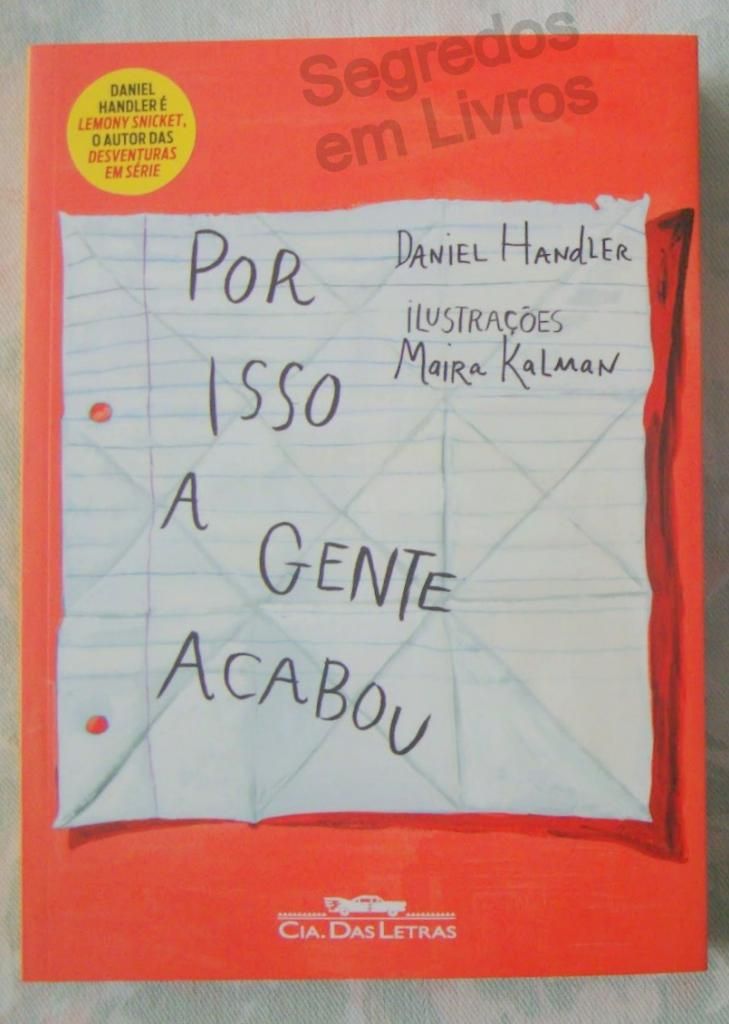 Segredos
em Livros
DANIEL
HANDLER É
LEMONY SNICKET,
O AUTOR DAS
DESVENTURAS
EM SÉRIE
DANIEL HANDLER
ILUSTRAÇÕES
MAIRA KALMAN
POR
ISSO
A
GENTE
ACABOU
CIA. DAS LETRAS